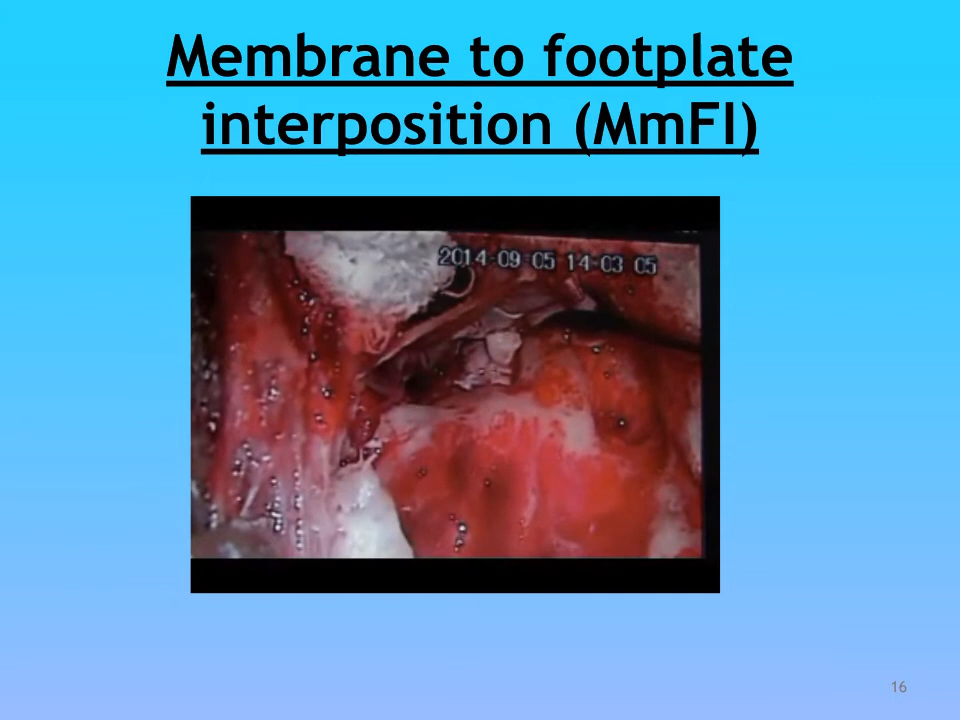 Membrane to footplate
interposition (MmFI)
2014-09-05 14-03 05
16